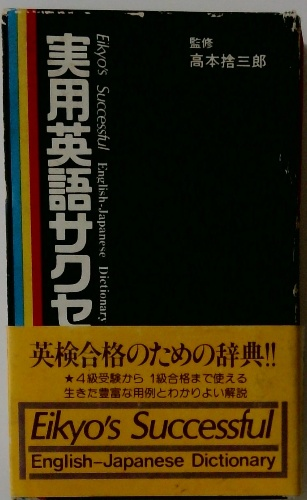 監修
高本捨三郎
Eikyo's Successful English-Japanese Dictionary
実用英語サクセ
英検合格のための辞典!!
★4級受験から 1級合格まで使える
生きた豊富な用例とわかりよい解説
Eikyo's Successful
English-Japanese Dictionary